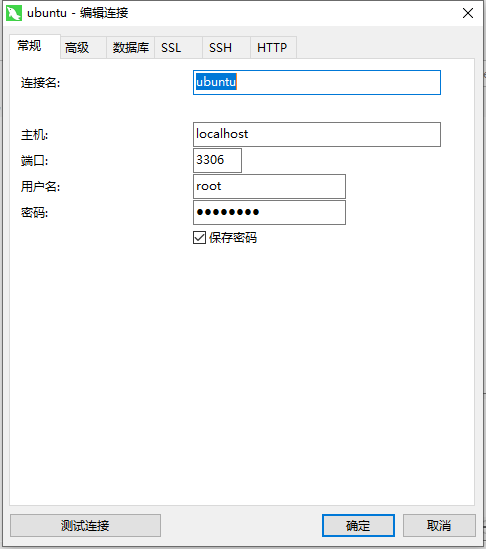 ubuntu - 编辑连接
常规 高级 数据库 SSL SSH HTTP
连接名: ubuntu
主机: localhost
端口: 3306
用户名: root
密码: ●●●●●●●●
保存密码
测试连接 确定 取消